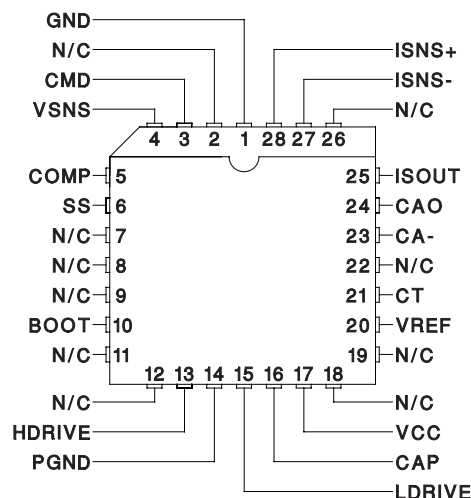 GND
N/C
CMD
VSNS
ISNS+
ISNS-
N/C
4 3 2 1 28 27 26
COMP 5
25 ISOUT
SS 6
24 CAO
N/C 7
23 CA-
N/C 8
22 N/C
N/C 9
21 CT
BOOT 10
20 VREF
N/C 11
19 N/C
12 13 14 15 16 17 18
N/C
N/C
HDRIVE
VCC
PGND
CAP
LDRIVE